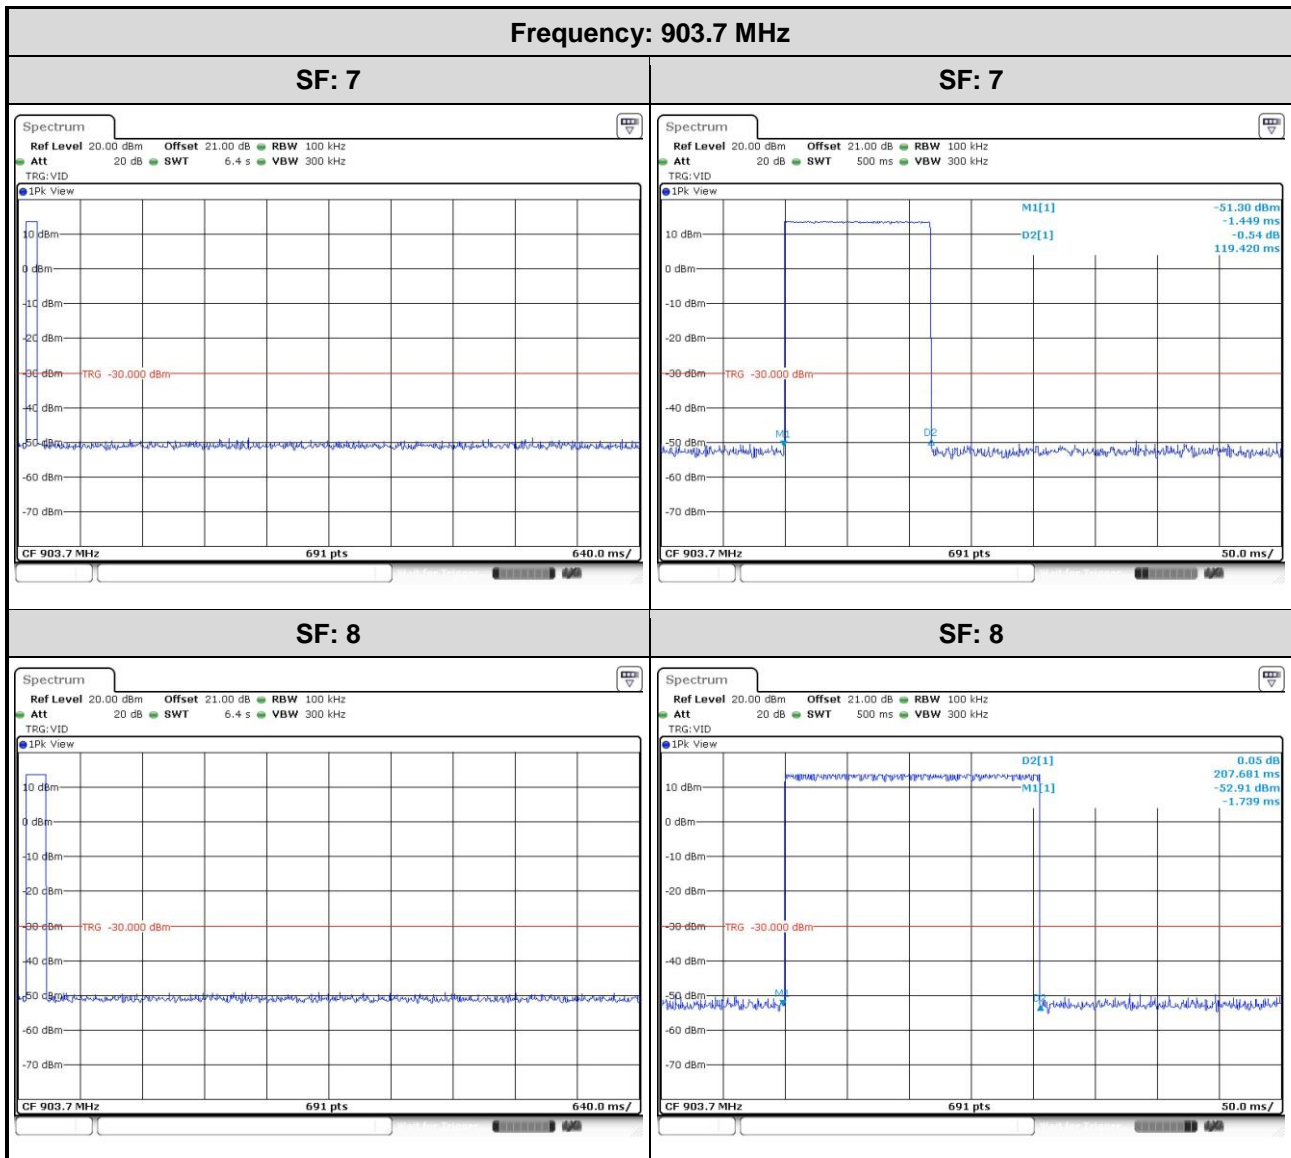 Frequency: 903.7 MHz
SF: 7
SF: 7
Spectrum
Ref Level 20.00 dBm Offset 21.00 dB RBW 100 kHz
Att 20 dB SWT 6.4 s VBW 300 kHz
TRG:VID
1Pk View
10 dBm
0 dBm
-10 dBm
-20 dBm
-30 dBm
TRG -30.000 dBm
-40 dBm
-50 dBm
-60 dBm
-70 dBm
CF 903.7 MHz 691 pts 640.0 ms/
Spectrum
Ref Level 20.00 dBm Offset 21.00 dB RBW 100 kHz
Att 20 dB SWT 500 ms VBW 300 kHz
TRG:VID
1Pk View
M1[1] -51.30 dBm
-1.449 ms
D2[1] -0.54 dB
119.420 ms
10 dBm
0 dBm
-10 dBm
-20 dBm
-30 dBm
TRG -30.000 dBm
-40 dBm
M1
D2
-50 dBm
-60 dBm
-70 dBm
CF 903.7 MHz 691 pts 50.0 ms/
SF: 8
SF: 8
Spectrum
Ref Level 20.00 dBm Offset 21.00 dB RBW 100 kHz
Att 20 dB SWT 6.4 s VBW 300 kHz
TRG:VID
1Pk View
10 dBm
0 dBm
-10 dBm
-20 dBm
-30 dBm
TRG -30.000 dBm
-40 dBm
-50 dBm
-60 dBm
-70 dBm
CF 903.7 MHz 691 pts 640.0 ms/
Spectrum
Ref Level 20.00 dBm Offset 21.00 dB RBW 100 kHz
Att 20 dB SWT 500 ms VBW 300 kHz
TRG:VID
1Pk View
D2[1] 0.05 dB
207.681 ms
M1[1] -52.91 dBm
-1.739 ms
10 dBm
0 dBm
-10 dBm
-20 dBm
-30 dBm
TRG -30.000 dBm
-40 dBm
-50 dBm
M1
-60 dBm
-70 dBm
CF 903.7 MHz 691 pts 50.0 ms/